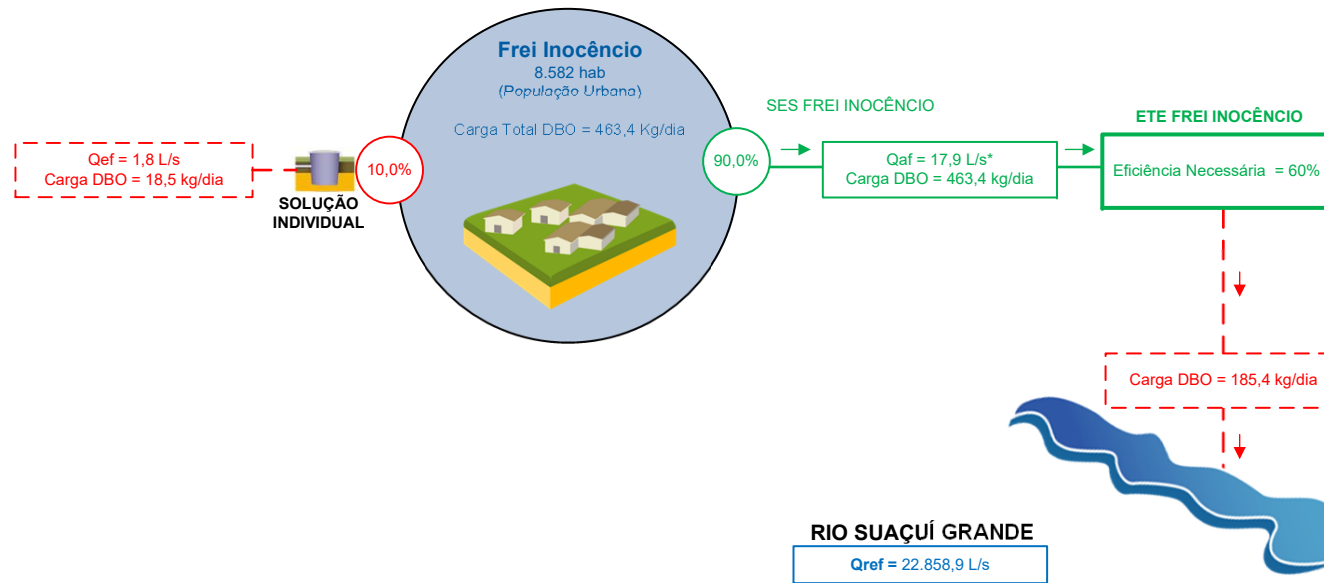 Frei Inocêncio
8.582 hab
(População Urbana)
Carga Total DBO = 463,4 Kg/dia
Qef = 1,8 L/s
Carga DBO = 18,5 kg/dia
SOLUÇÃO
INDIVIDUAL
10,0%
90,0%
SES FREI INOCÊNCIO
Qaf = 17,9 L/s*
Carga DBO = 463,4 kg/dia
ETE FREI INOCÊNCIO
Eficiência Necessária = 60%
Carga DBO = 185,4 kg/dia
RIO SUAÇUÍ GRANDE
Qref = 22.858,9 L/s